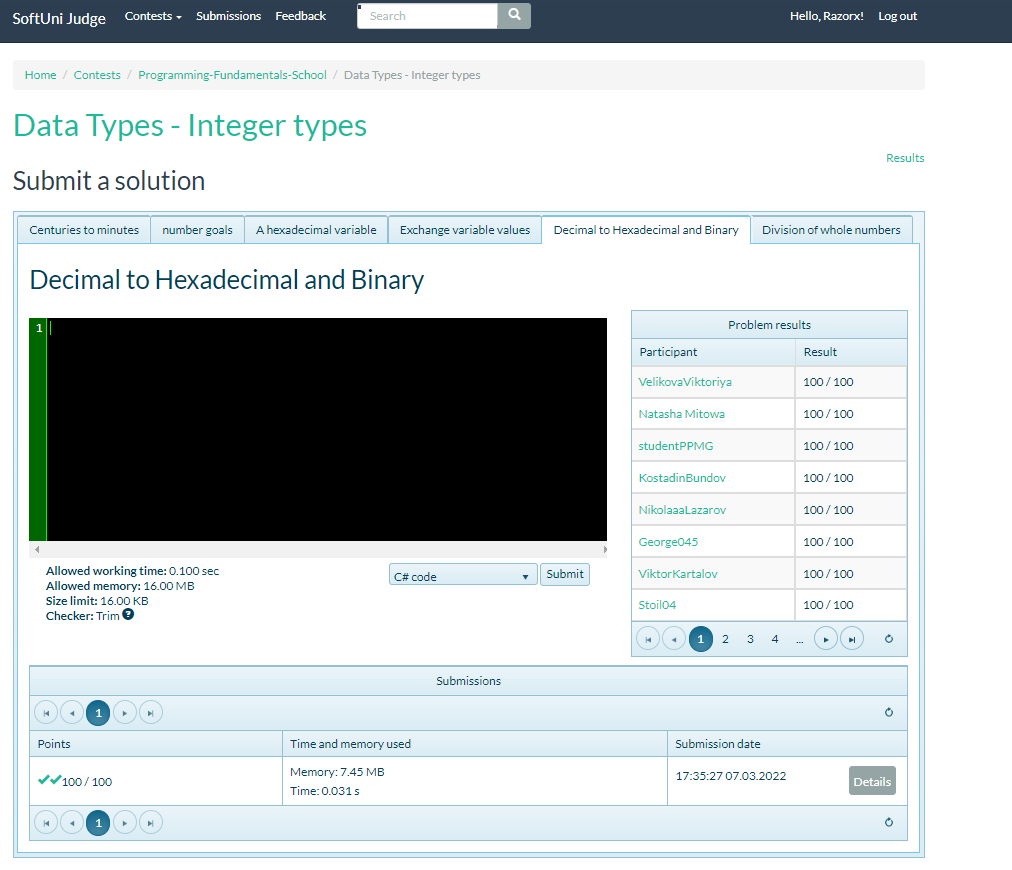 SoftUni Judge Contests Submissions Feedback Search Hello, Razorx! Log out
Home / Contests / Programming-Fundamentals-School / Data Types - Integer types
Data Types - Integer types
Results
Submit a solution
Centuries to minutes number goals A hexadecimal variable Exchange variable values Decimal to Hexadecimal and Binary Division of whole numbers
Decimal to Hexadecimal and Binary
1
Allowed working time: 0.100 sec
Allowed memory: 16.00 MB
Size limit: 16.00 KB
Checker: Trim ?
C# code Submit
Problem results
Participant Result
VelikovaViktoriya 100 / 100
Natasha Mitowa 100 / 100
studentPPMG 100 / 100
KostadinBundov 100 / 100
NikolaaaLazarov 100 / 100
George045 100 / 100
ViktorKartalov 100 / 100
Stoil04 100 / 100
1 2 3 4 ...
Submissions
1
Points Time and memory used Submission date
100 / 100 Memory: 7.45 MB 17:35:27 07.03.2022 Details
Time: 0.031 s
1